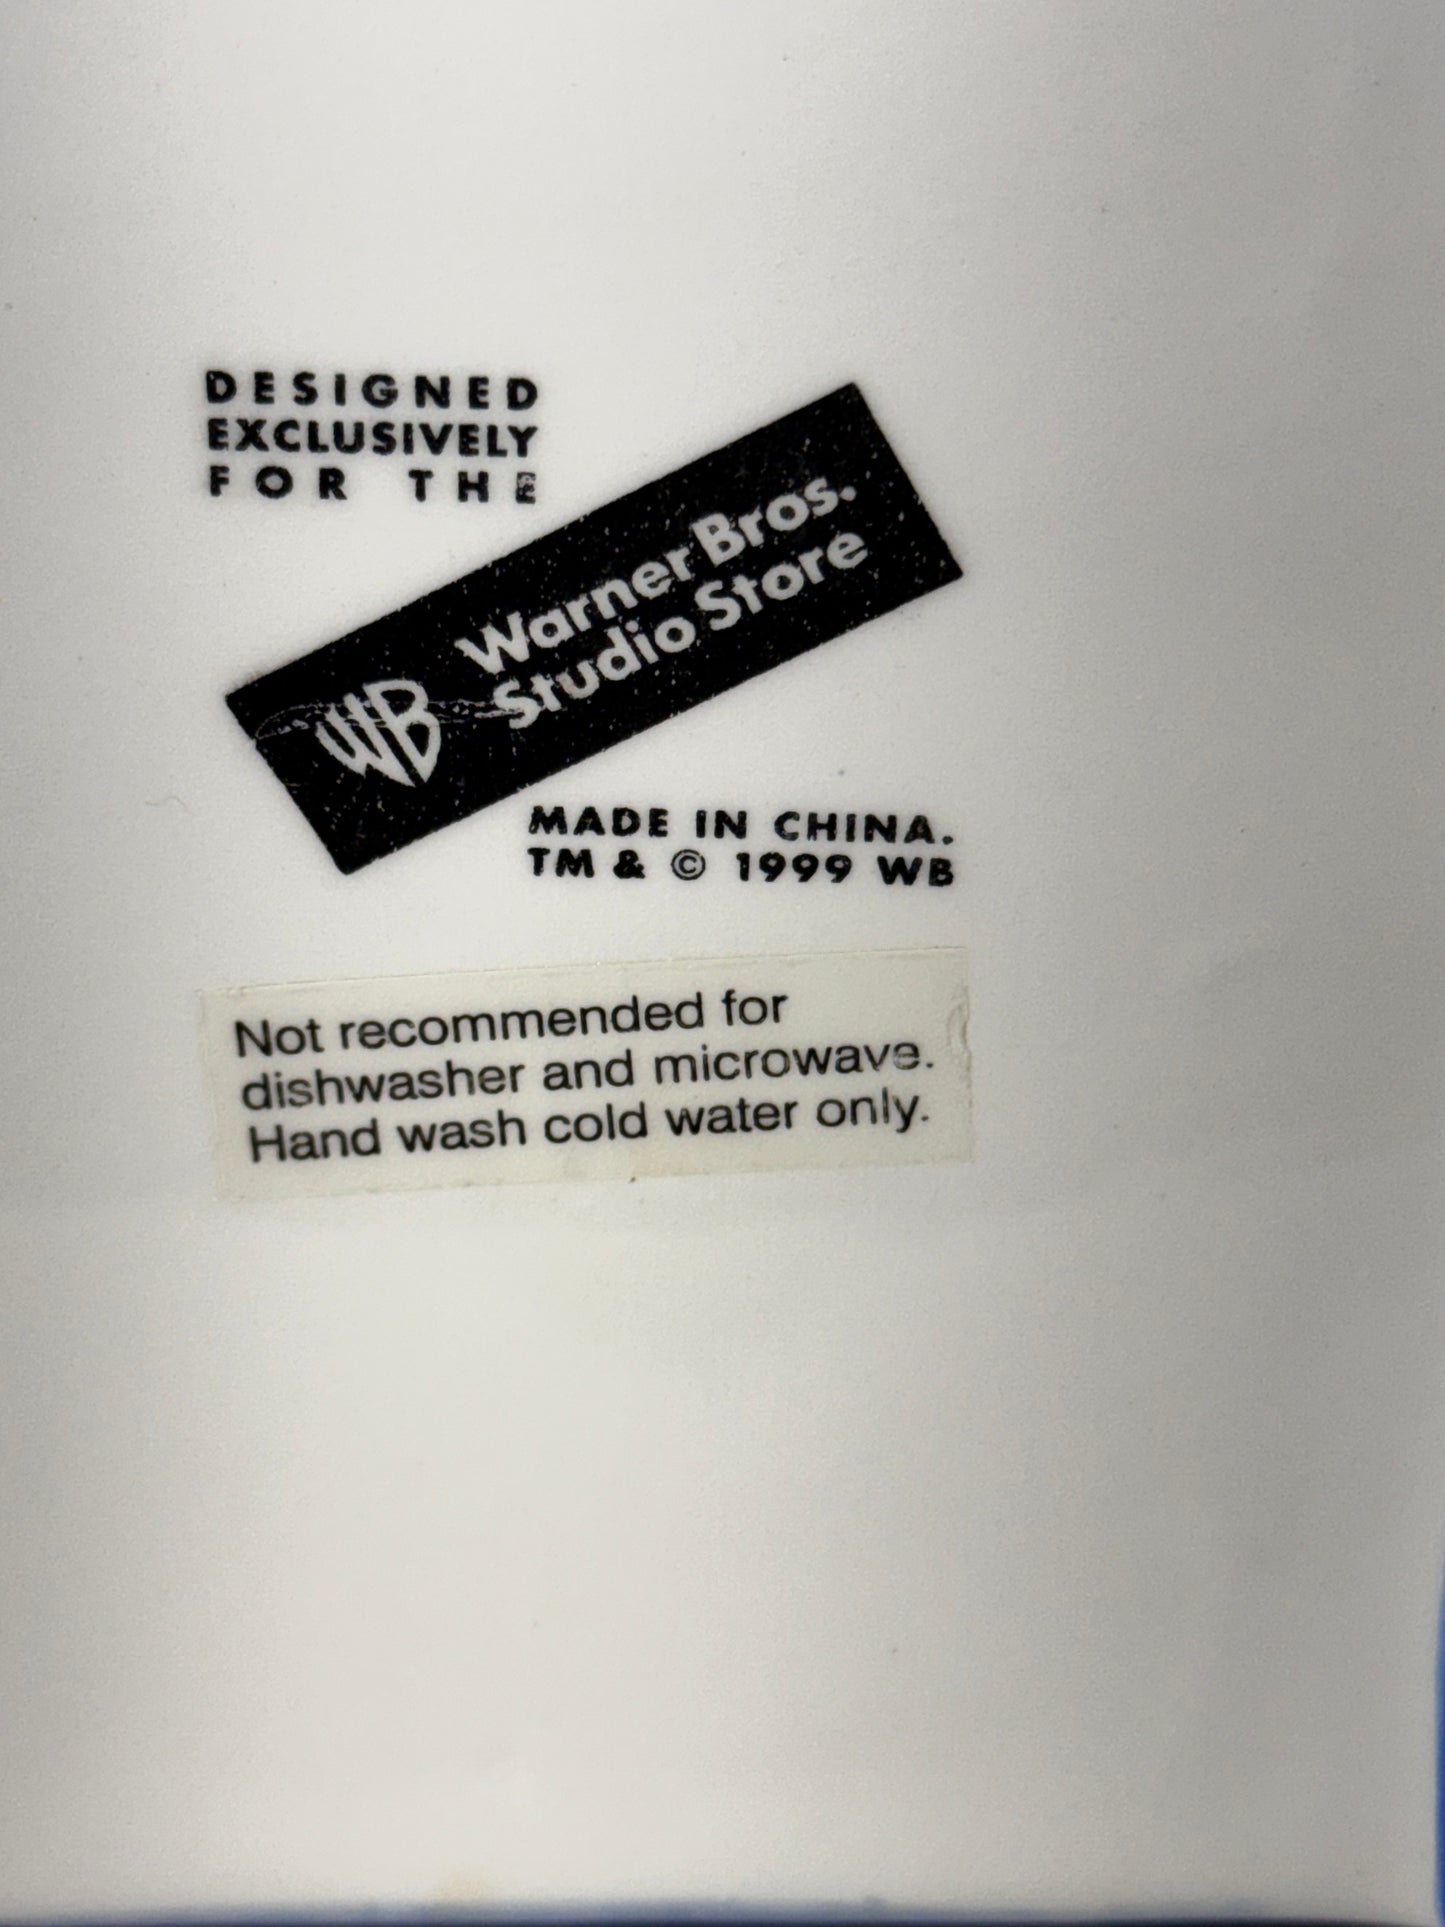 DESIGNED
EXCLUSIVELY
FOR THE
WB
Warner Bros.
Studio Store
MADE IN CHINA.
TM & © 1999 WB
Not recommended for
dishwasher and microwave.
Hand wash cold water only.